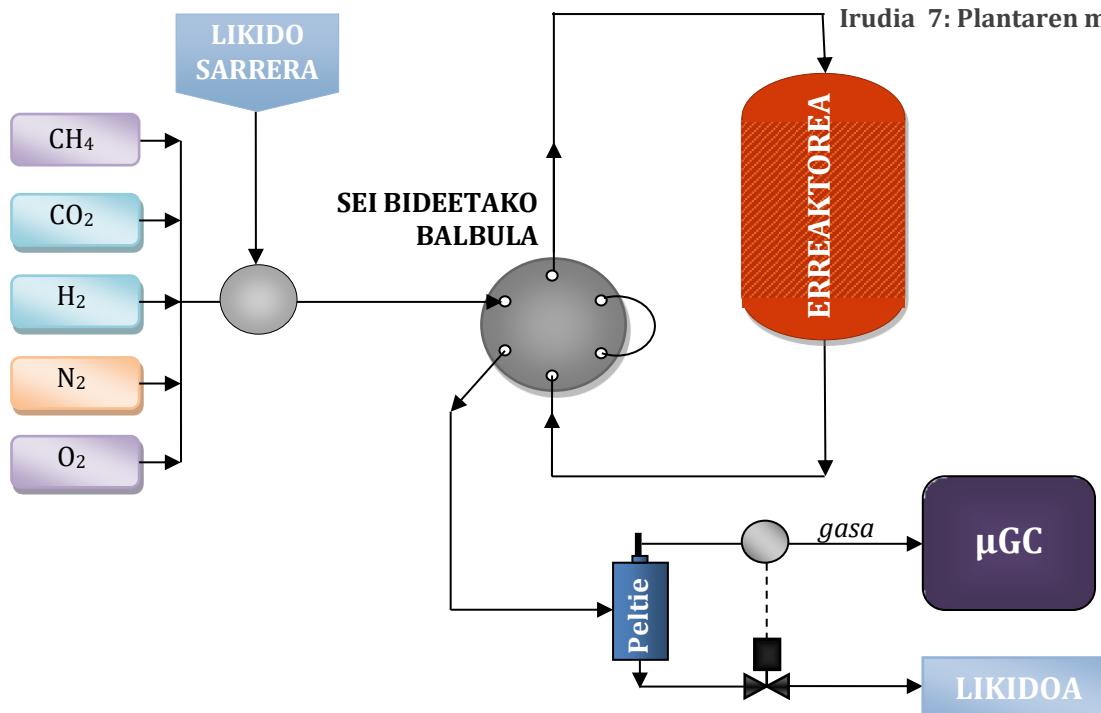 Irudia 7: Plantaren m
LIKIDO
SARRERA
CH4
CO2
H2
N2
O2
SEI BIDEETAKO
BALBULA
ERREAKTOREA
gasa
µGC
Peltie
LIKIDOA